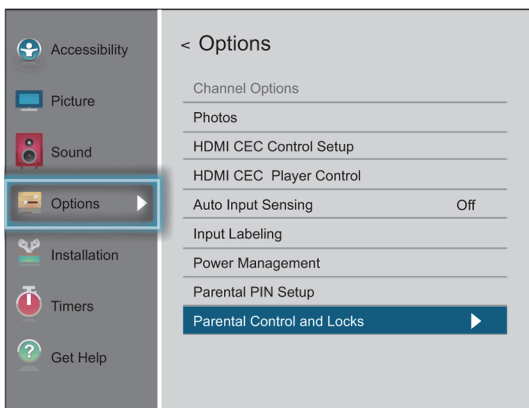 Accessibility
Picture
Sound
Options
Installation
Timers
Get Help
< Options
Channel Options
Photos
HDMI CEC Control Setup
HDMI CEC Player Control
Auto Input Sensing Off
Input Labeling
Power Management
Parental PIN Setup
Parental Control and Locks